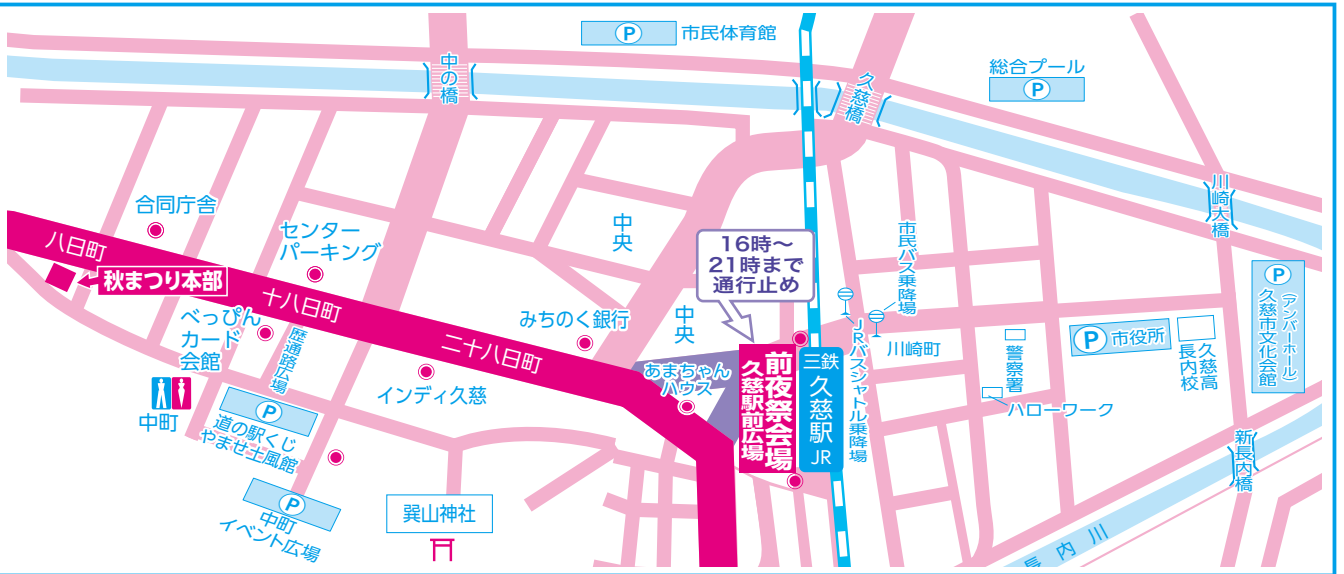 P 市民体育館
総合プール
P
中の橋
久慈橋
川崎大橋
合同庁舎
センター
パーキング
中央
16時～
21時まで
通行止め
市民バス乗降場
八日町
秋まつり本部
十八日町
べっぴん
カード
会館
歴通路広場
みちのく銀行
二十八日町
中央
あまちゃん
ハウス
インディ久慈
前夜祭会場
久慈駅前広場
三鉄
久慈駅
JR
JRバスシャトル乗降場
川崎町
警察署
ハローワーク
P 市役所
久慈高
長内校
P
久慈市文化会館
(アンバーホール)
中町
P
道の駅くじ
やませ土風館
P
中町
イベント広場
巽山神社
新長内橋
長内川